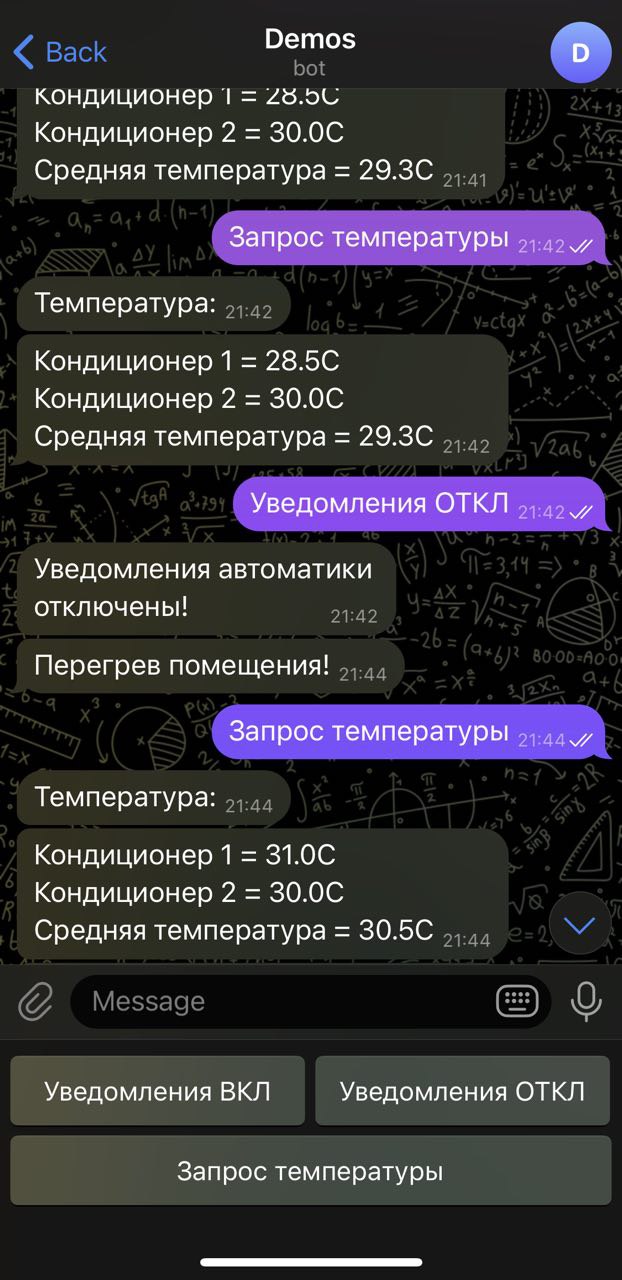 Back
Demos
bot
D
Кондиционер 1 = 28.5C
Кондиционер 2 = 30.0C
Средняя температура = 29.3C 21:41
Запрос температуры 21:42
Температура: 21:42
Кондиционер 1 = 28.5C
Кондиционер 2 = 30.0C
Средняя температура = 29.3C 21:42
Уведомления ОТКЛ 21:42
Уведомления автоматики
отключены! 21:42
Перегрев помещения! 21:44
Запрос температуры 21:44
Температура: 21:44
Кондиционер 1 = 31.0C
Кондиционер 2 = 30.0C
Средняя температура = 30.5C 21:44
Message
Уведомления ВКЛ
Уведомления ОТКЛ
Запрос температуры